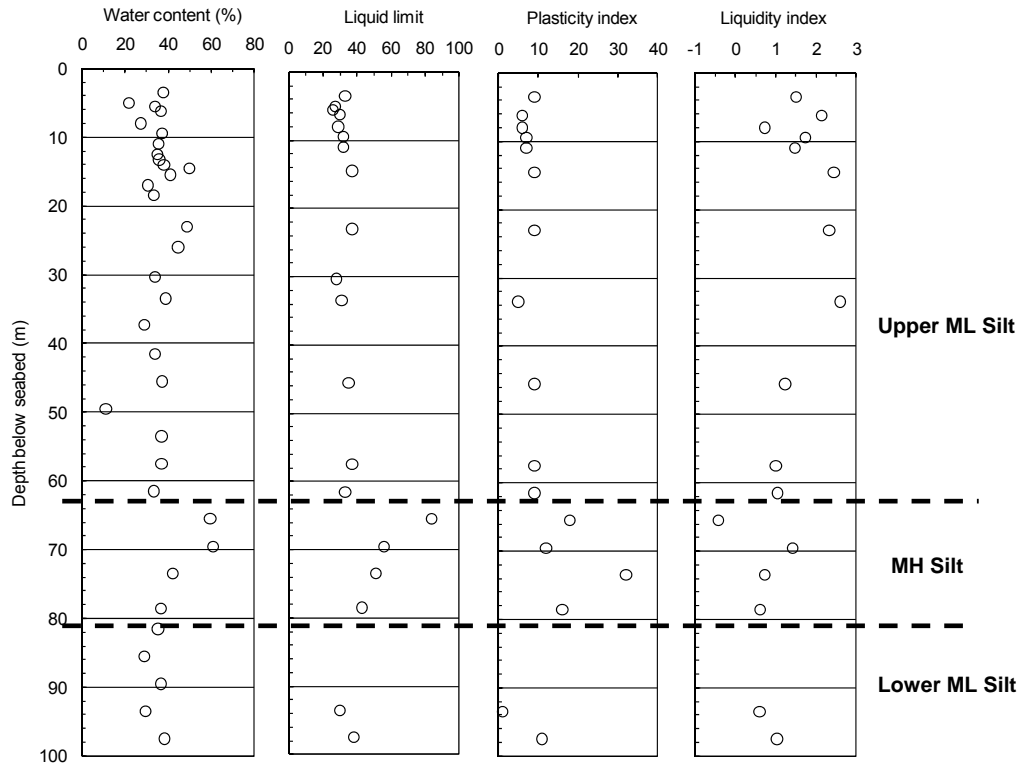 Water content (%)
Liquid limit
Plasticity index
Liquidity index
0 20 40 60 80
0 20 40 60 80 100
0 10 20 30 40
-1 0 1 2 3
Depth below seabed (m)
0
10
20
30
40
50
60
70
80
90
100
Upper ML Silt
MH Silt
Lower ML Silt